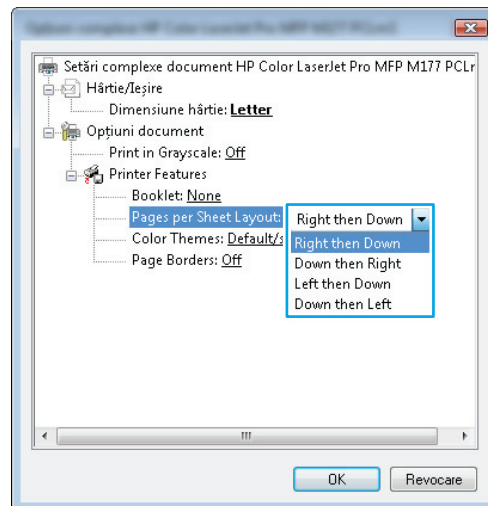 Setări complexe document HP Color LaserJet Pro MFP M177 PCLr
Hârtie/Ieşire
Dimensiune hârtie: Letter
Opţiuni document
Print in Grayscale: Off
Printer Features
Booklet: None
Pages per Sheet Layout: Right then Down
Right then Down
Color Themes: Default/s
Down then Right
Page Borders: Off
Left then Down
Down then Left
OK Revocare